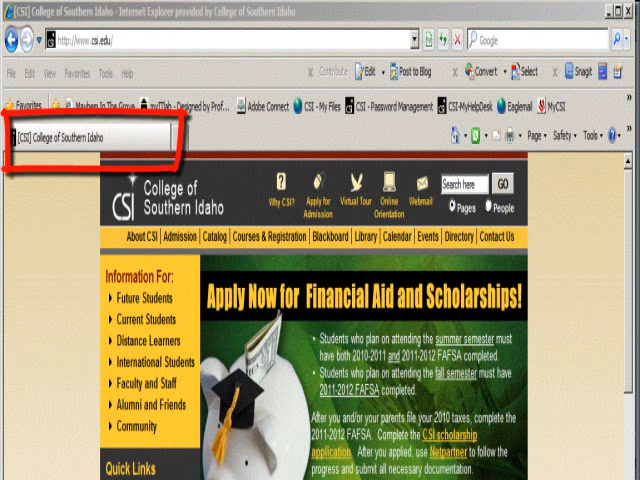 [CSI] College of Southern Idaho - Internet Explorer provided by College of Southern Idaho
http://www.csi.edu/
Google
File Edit View Favorites Tools Help
x Contribute Edit Post to Blog x Convert Select x Snagit
Favorites Mayhem In The Grove myITlab - Designed by Prof... Adobe Connect CSI - My Files CSI - Password Management CSI-MyHelpDesk Eaglemail MyCSI »
[CSI] College of Southern Idaho
Page Safety Tools »
CSI College of
Southern Idaho
Why CSI? Apply for Admission Virtual Tour Online Orientation Webmail
Search here GO
Pages People
About CSI | Admission | Catalog | Courses & Registration | Blackboard | Library | Calendar | Events | Directory | Contact Us
Information For:
Future Students
Current Students
Distance Learners
International Students
Faculty and Staff
Alumni and Friends
Community
Quick Links
Apply Now for Financial Aid and Scholarships!
• Students who plan on attending the summer semester must
have both 2010-2011 and 2011-2012 FAFSA completed.
• Students who plan on attending the fall semester must have
2011-2012 FAFSA completed.
After you and/or your parents file your 2010 taxes, complete the
2011-2012 FAFSA. Complete the CSI scholarship
application. After you applied, use Netpartner to follow the
progress and submit all necessary documentation.